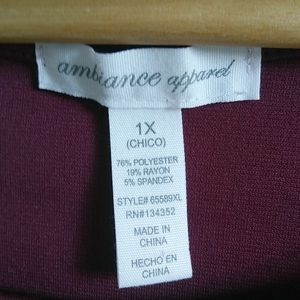 ambiance apparel
1X
(CHICO)
76% POLYESTER
19% RAYON
5% SPANDEX
STYLE# 65589XL
RN#134352
MADE IN
CHINA
HECHO EN
CHINA